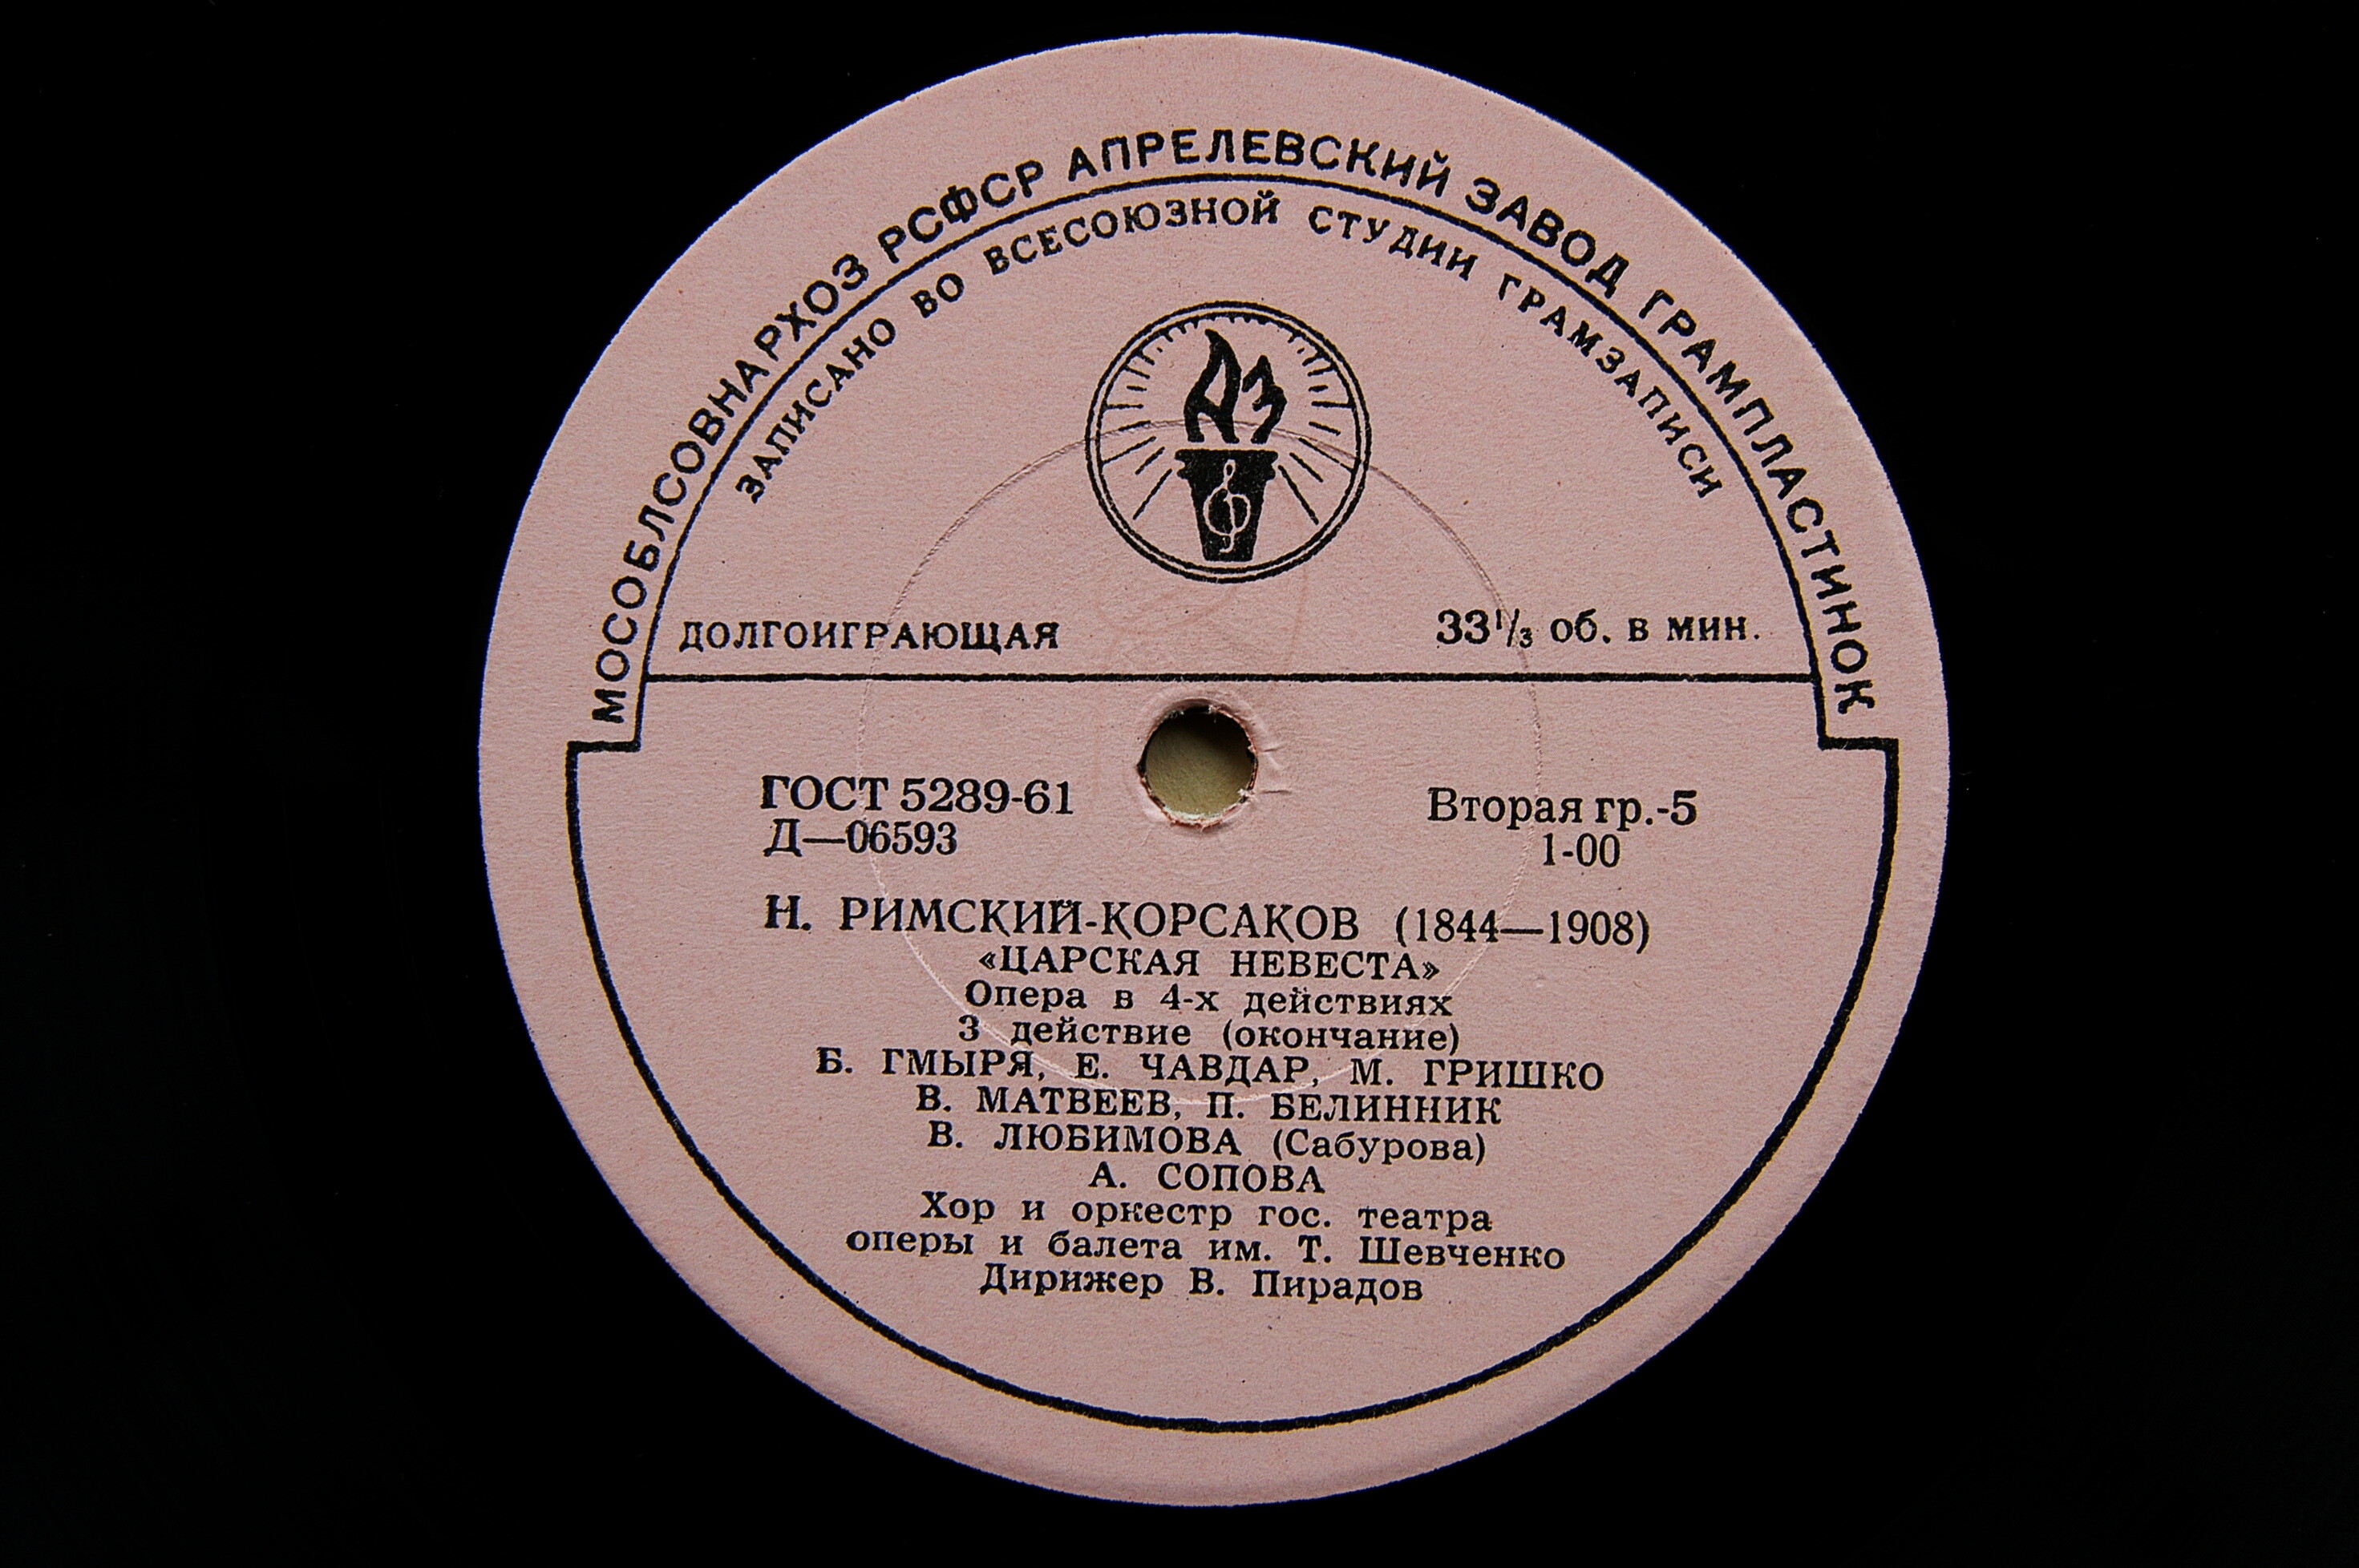 МОСОБЛСОВНАРХОЗ РСФСР АПРЕЛЕВСКИЙ ЗАВОД ГРАМПЛАСТИНОК
ЗАПИСАНО ВО ВСЕСОЮЗНОЙ СТУДИИ ГРАМЗАПИСИ
АЗ
ДОЛГОИГРАЮЩАЯ 33⅓ об. в мин.
ГОСТ 5289-61 Вторая гр.-5
Д—06593 1-00
Н. РИМСКИЙ-КОРСАКОВ (1844—1908)
«ЦАРСКАЯ НЕВЕСТА»
Опера в 4-х действиях
3 действие (окончание)
Б. ГМЫРЯ, Е. ЧАВДАР, М. ГРИШКО
В. МАТВЕЕВ, П. БЕЛИННИК
В. ЛЮБИМОВА (Сабурова)
А. СОПОВА
Хор и оркестр гос. театра
оперы и балета им. Т. Шевченко
Дирижер В. Пирадов